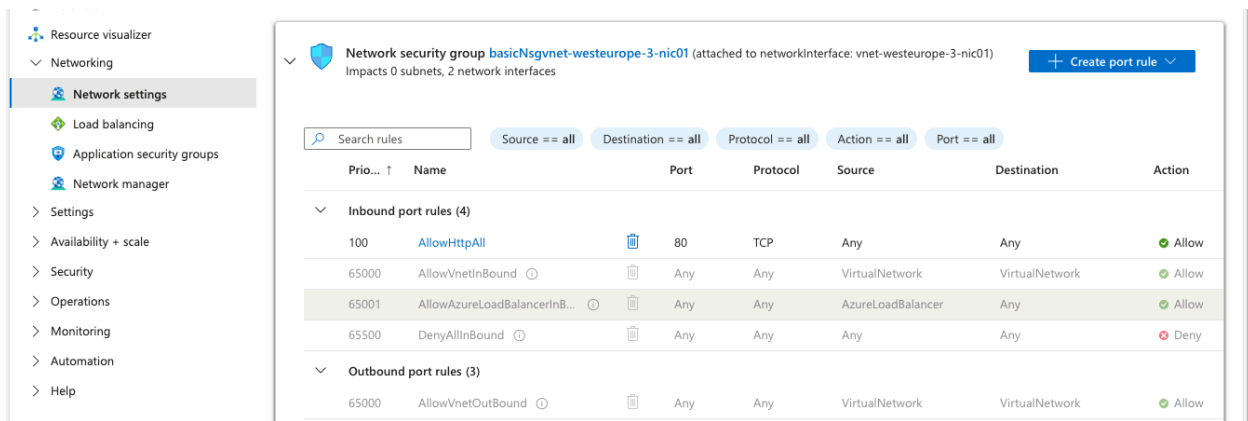 Resource visualizer
Networking
Network settings
Load balancing
Application security groups
Network manager
Settings
Availability + scale
Security
Operations
Monitoring
Automation
Help
Network security group basicNsgvnet-westeurope-3-nic01 (attached to networkInterface: vnet-westeurope-3-nic01)
Impacts 0 subnets, 2 network interfaces
Create port rule
Search rules Source == all Destination == all Protocol == all Action == all Port == all
Prio... ↑ Name Port Protocol Source Destination Action
Inbound port rules (4)
100 AllowHttpAll 80 TCP Any Any Allow
65000 AllowVnetInBound Any Any VirtualNetwork VirtualNetwork Allow
65001 AllowAzureLoadBalancerInB... Any Any AzureLoadBalancer Any Allow
65500 DenyAllInBound Any Any Any Any Deny
Outbound port rules (3)
65000 AllowVnetOutBound Any Any VirtualNetwork VirtualNetwork Allow